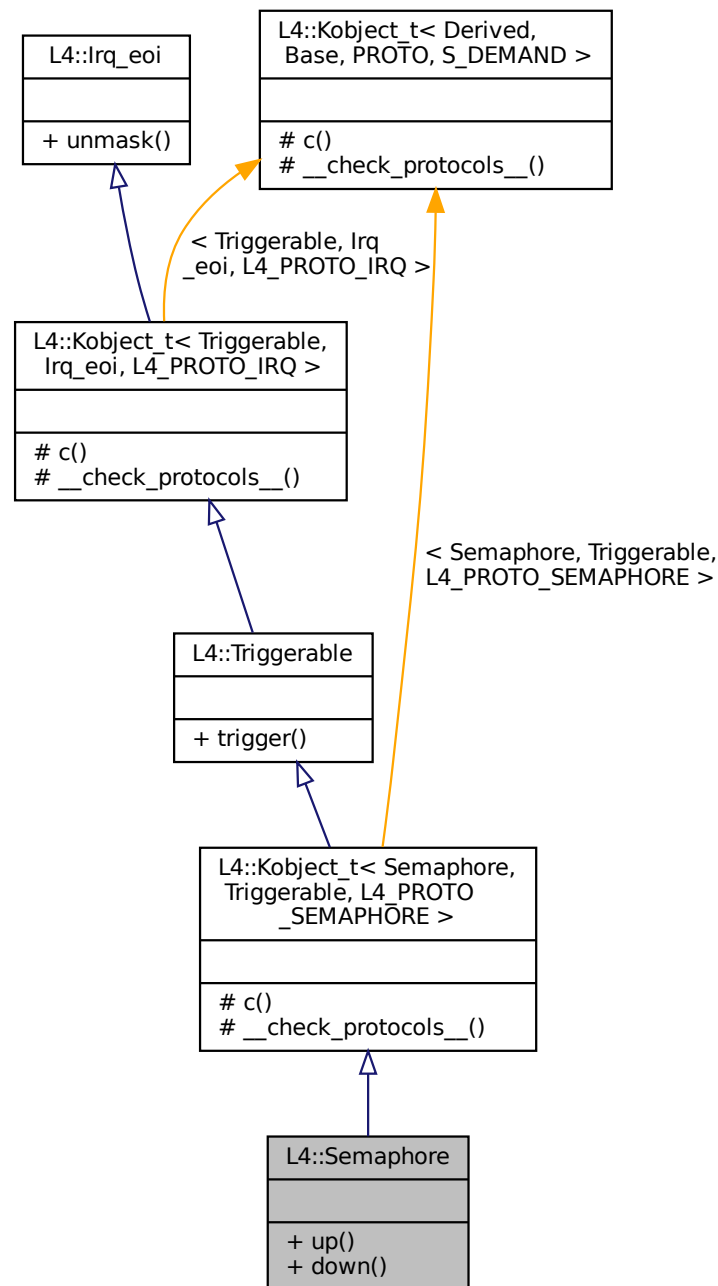 L4::Irq_eoi
+ unmask()
L4::Kobject_t< Derived,
Base, PROTO, S_DEMAND >
# c()
# __check_protocols__()
< Triggerable, Irq
_eoi, L4_PROTO_IRQ >
L4::Kobject_t< Triggerable,
Irq_eoi, L4_PROTO_IRQ >
# c()
# __check_protocols__()
< Semaphore, Triggerable,
L4_PROTO_SEMAPHORE >
L4::Triggerable
+ trigger()
L4::Kobject_t< Semaphore,
Triggerable, L4_PROTO
_SEMAPHORE >
# c()
# __check_protocols__()
L4::Semaphore
+ up()
+ down()